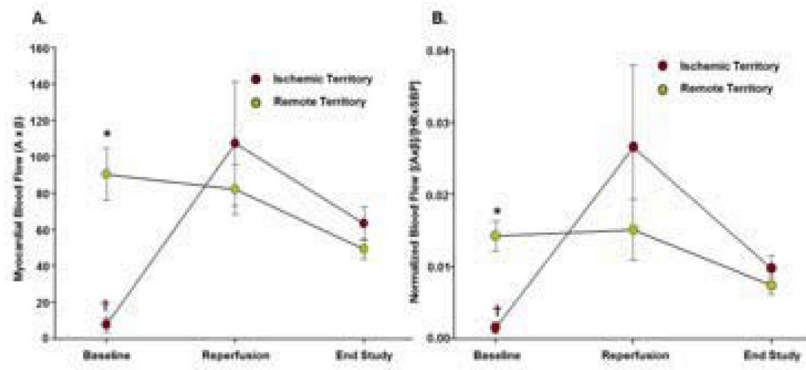 A.
160
140
120
100
80
60
40
20
0
Myocardial Blood Flow (A x β)
Ischemic Territory
Remote Territory
*
†
Baseline
Reperfusion
End Study
B.
0.04
0.03
0.02
0.01
0.00
Normalized Blood Flow [(Axβ)/[HRxSBP]
Ischemic Territory
Remote Territory
*
†
Baseline
Reperfusion
End Study